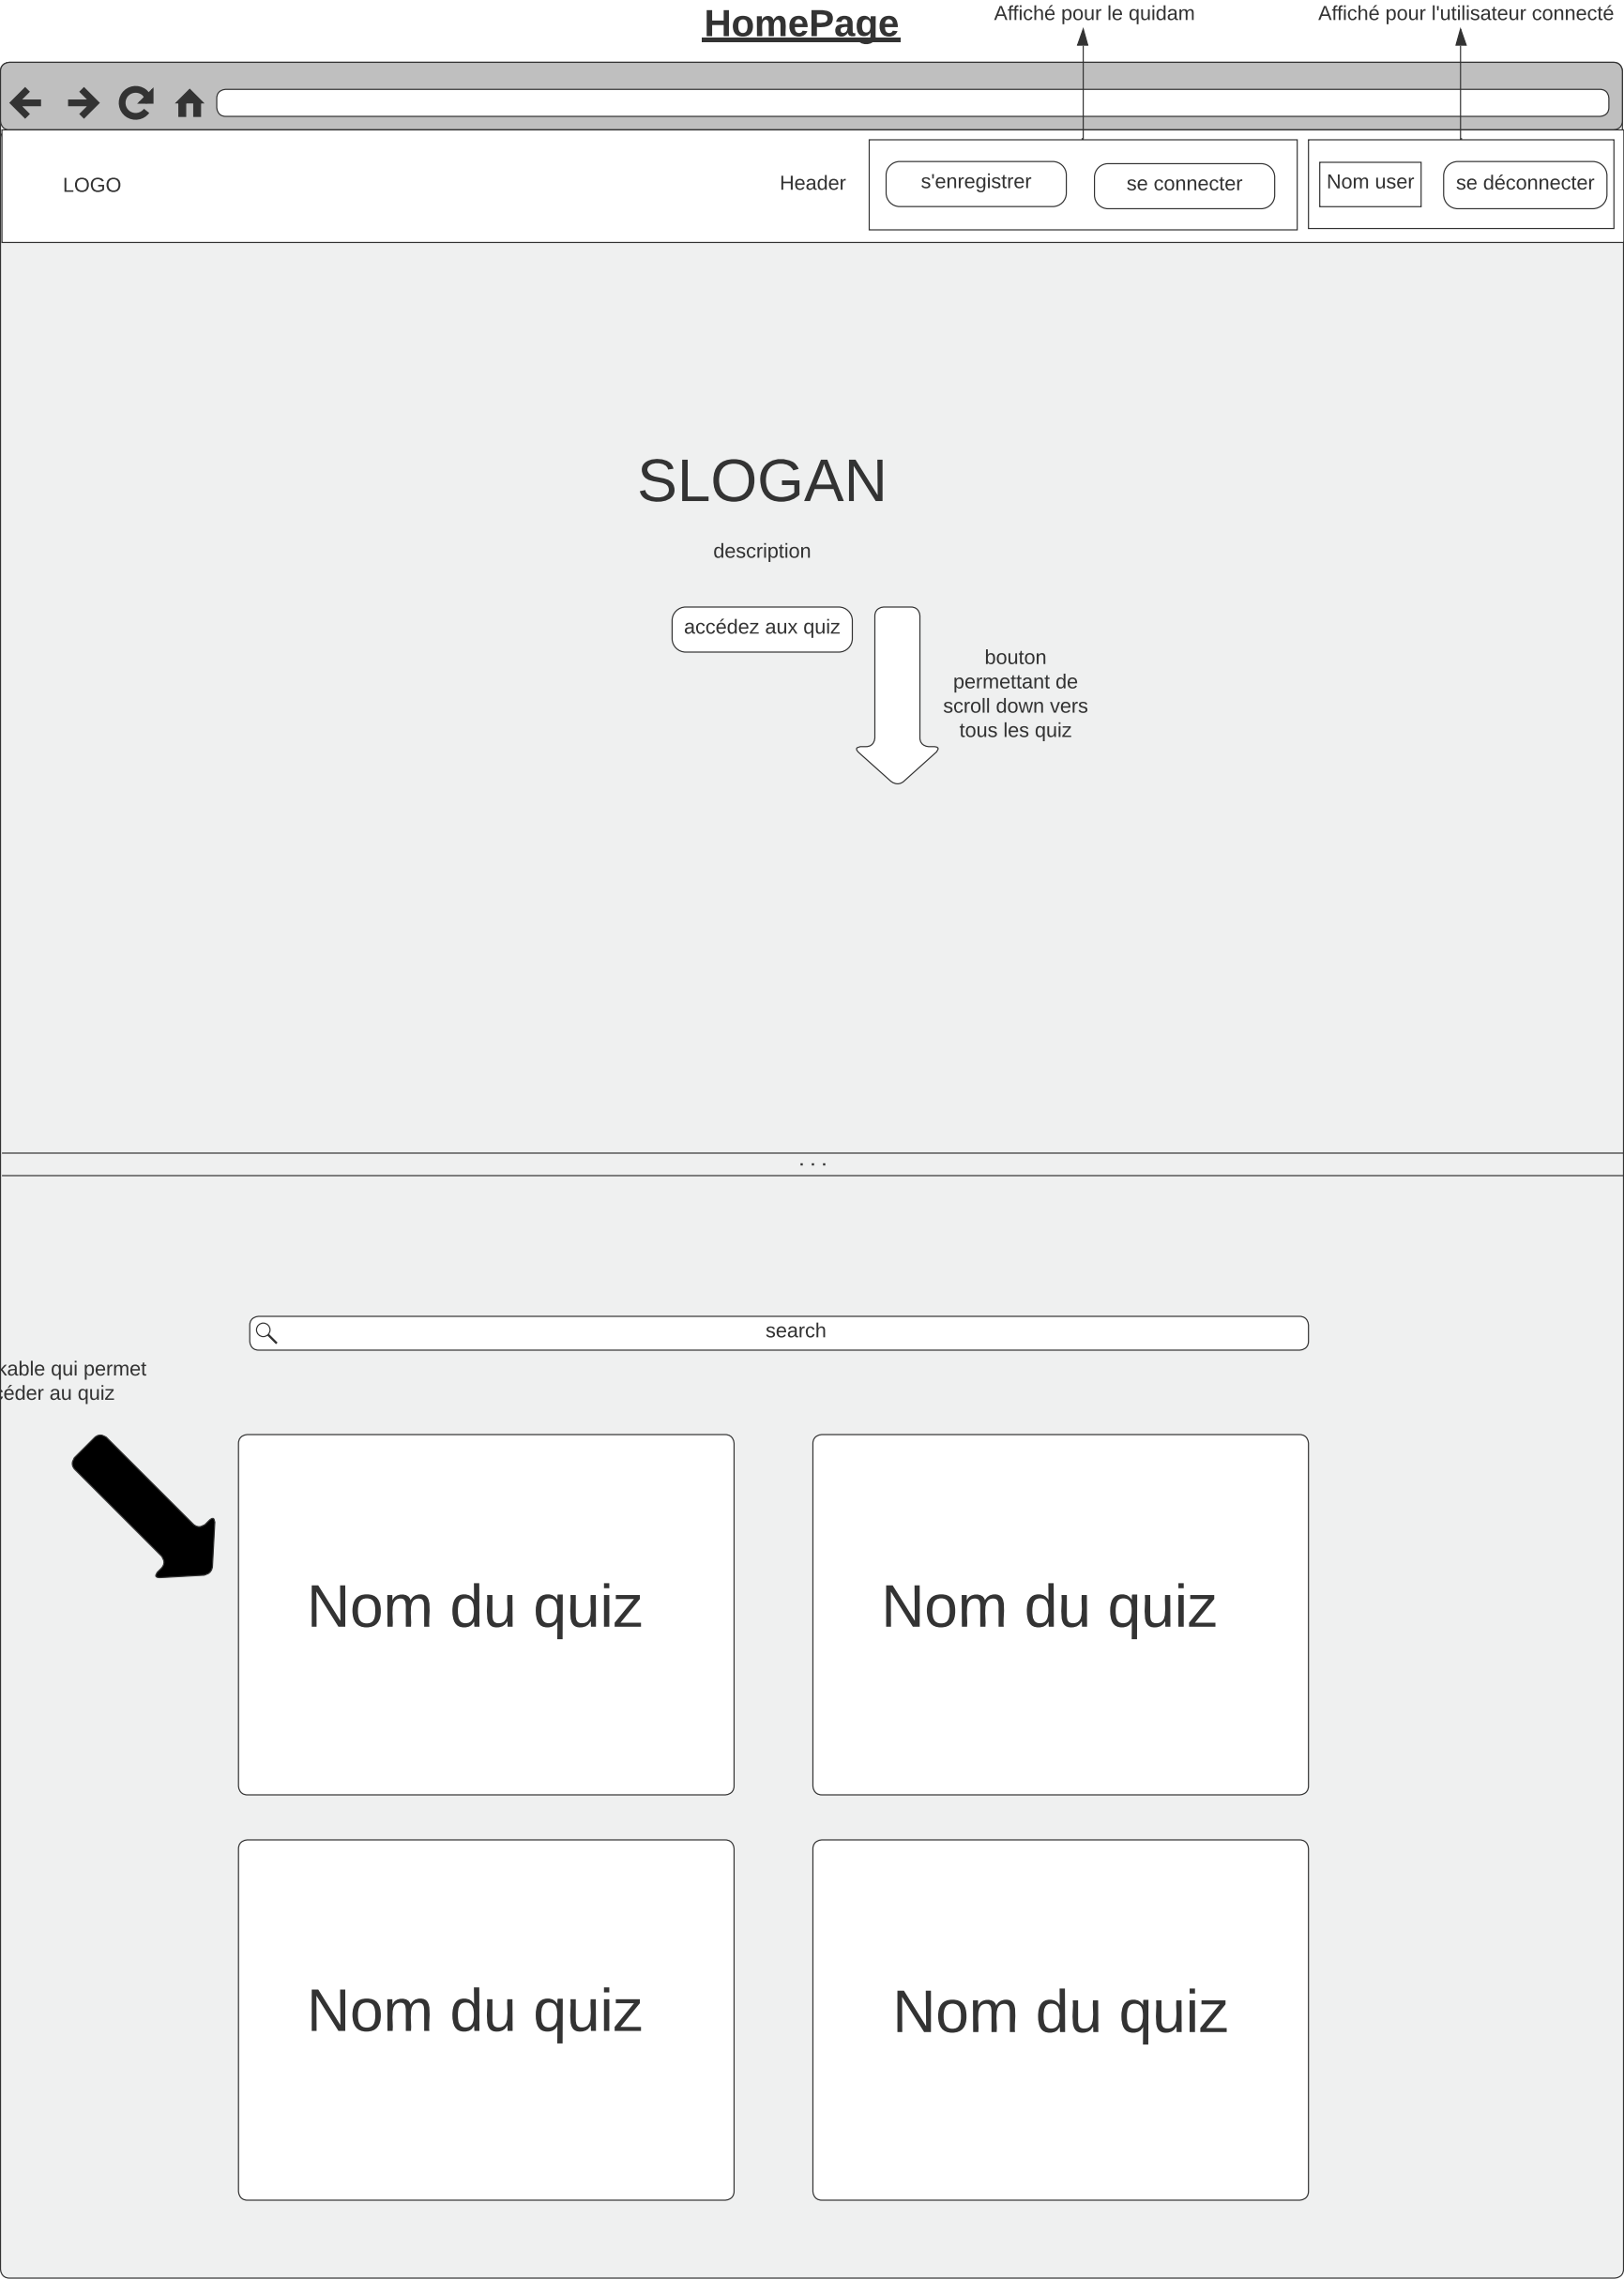 HomePage
Affiché pour le quidam
Affiché pour l'utilisateur connecté
LOGO
Header
s'enregistrer
se connecter
Nom user
se déconnecter
SLOGAN
description
accédez aux quiz
bouton
permettant de
scroll down vers
tous les quiz
. . .
search
kable qui permet
céder au quiz
Nom du quiz
Nom du quiz
Nom du quiz
Nom du quiz